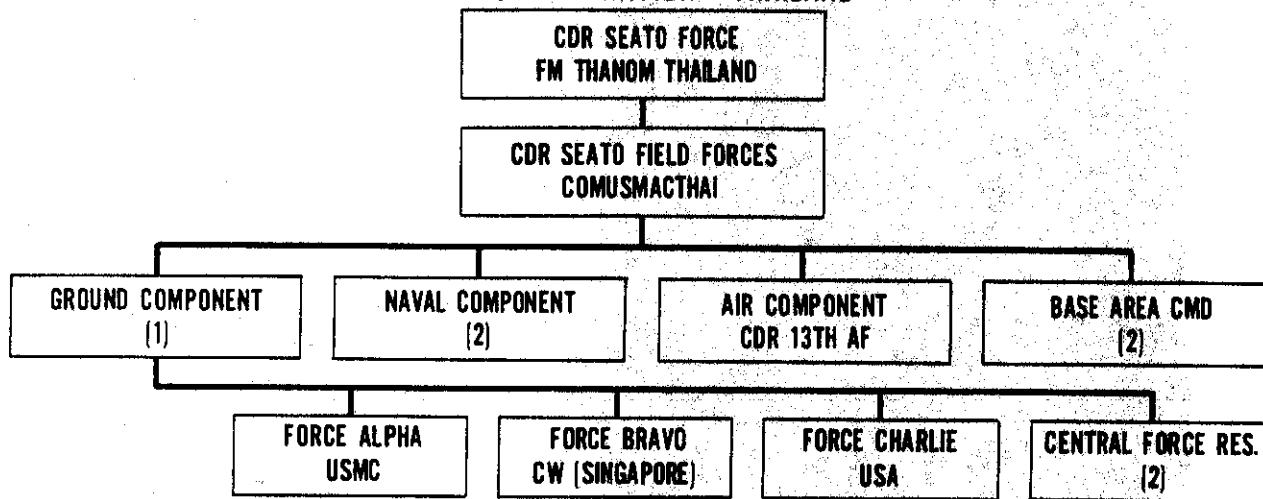 CDR SEATO FORCE
FM THANOM THAILAND
CDR SEATO FIELD FORCES
COMUSMACTHAI
GROUND COMPONENT
(1)
NAVAL COMPONENT
(2)
AIR COMPONENT
CDR 13TH AF
BASE AREA CMD
(2)
FORCE ALPHA
USMC
FORCE BRAVO
CW (SINGAPORE)
FORCE CHARLIE
USA
CENTRAL FORCE RES.
(2)